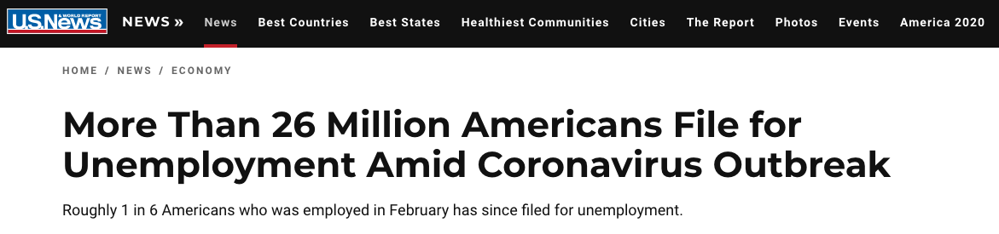 U.S.News & WORLD REPORT NEWS » News Best Countries Best States Healthiest Communities Cities The Report Photos Events America 2020
HOME / NEWS / ECONOMY
More Than 26 Million Americans File for
Unemployment Amid Coronavirus Outbreak
Roughly 1 in 6 Americans who was employed in February has since filed for unemployment.